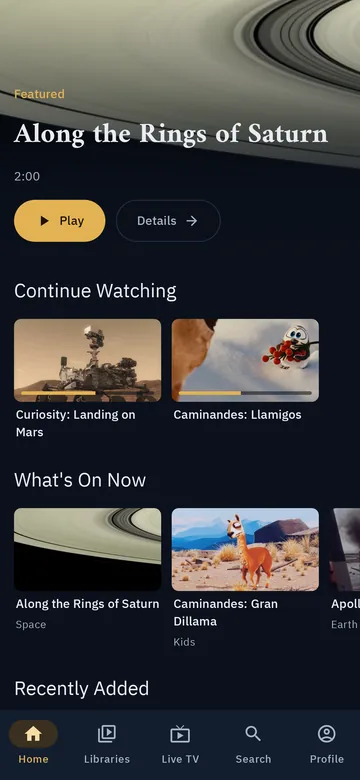 Featured
Along the Rings of Saturn
2:00
Play
Details
Continue Watching
Curiosity: Landing on
Mars
Caminandes: Llamigos
What's On Now
Along the Rings of Saturn
Space
Caminandes: Gran
Dillama
Kids
Apoll
Earth
Recently Added
Home
Libraries
Live TV
Search
Profile